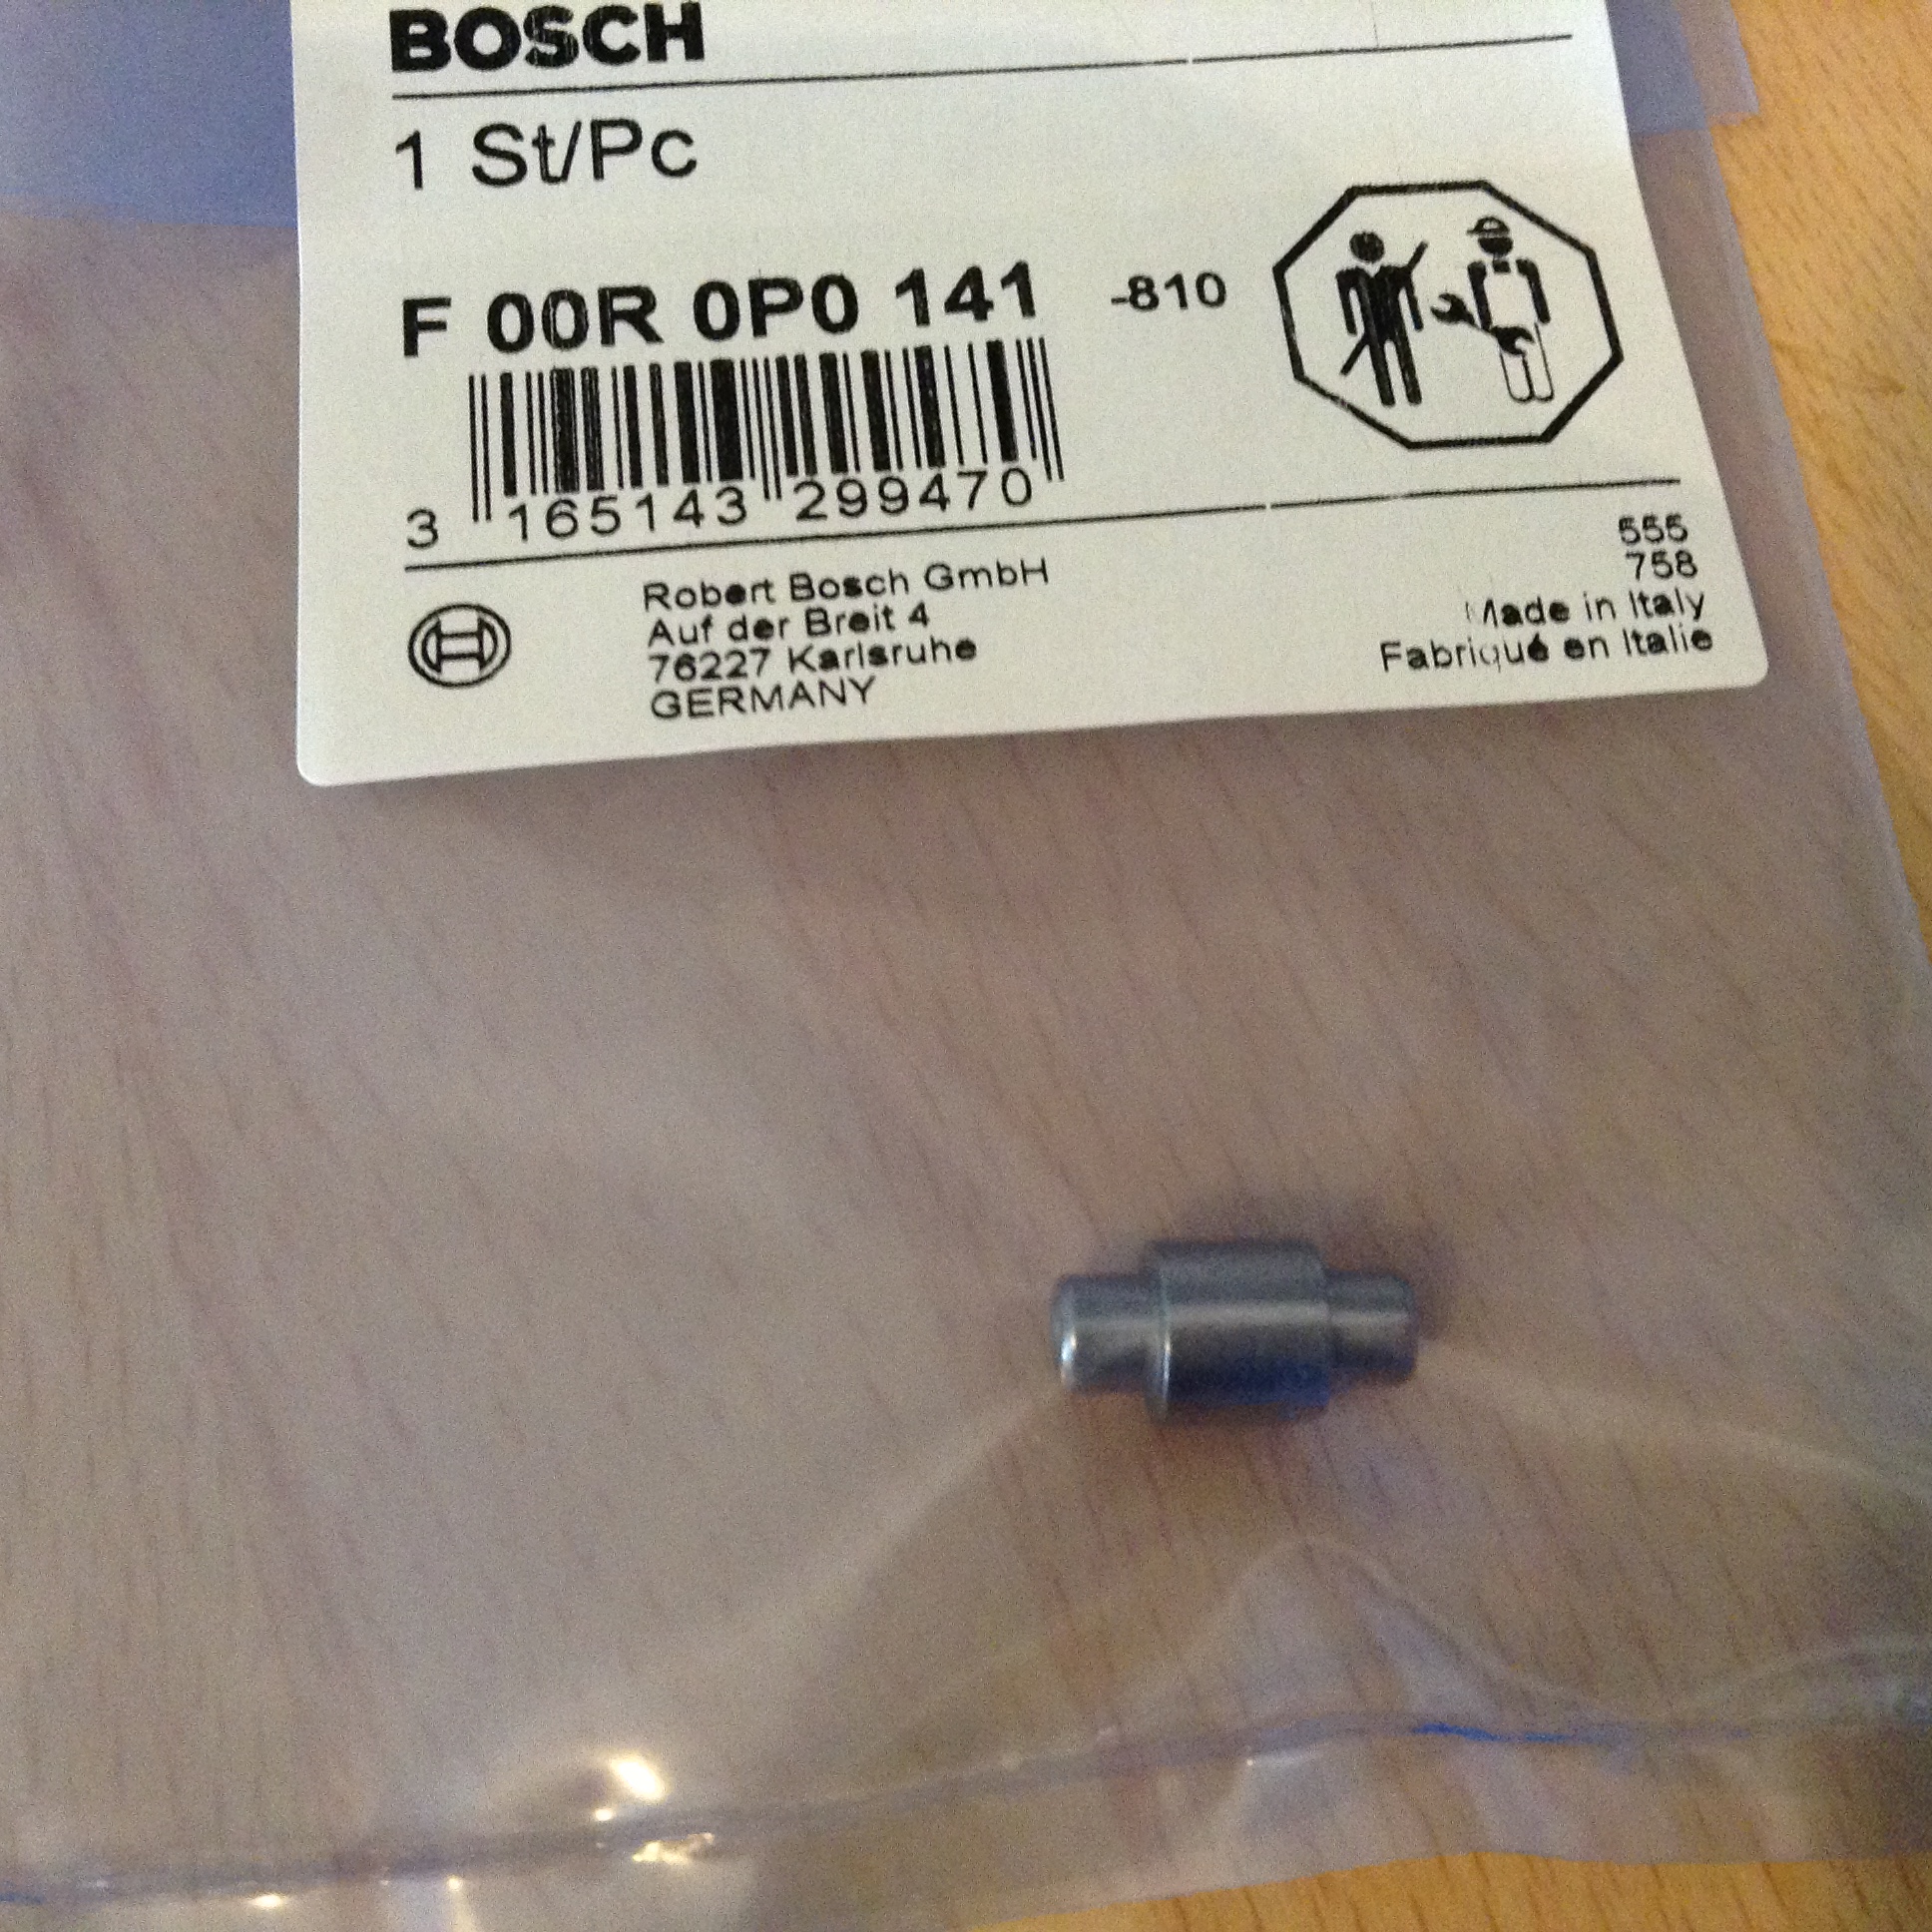 BOSCH
1 St/Pc
F 00R 0P0 141 -810
3 165143 299470
Robert Bosch GmbH
Auf der Breit 4
76227 Karlsruhe
GERMANY
555
758
Made in Italy
Fabriqué en Italie